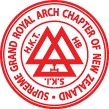 SUPREME GRAND ROYAL ARCH CHAPTER OF NEW ZEALAND
H.K.T.
HB
S.K.I.